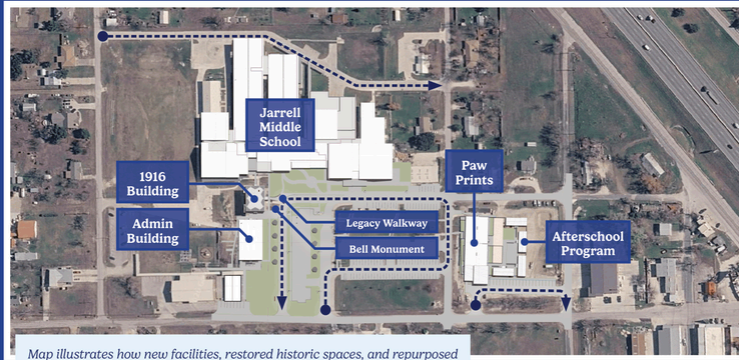 Jarrell
Middle
School
1916
Building
Paw
Prints
Legacy Walkway
Admin
Building
Bell Monument
Afterschool
Program
Map illustrates how new facilities, restored historic spaces, and repurposed